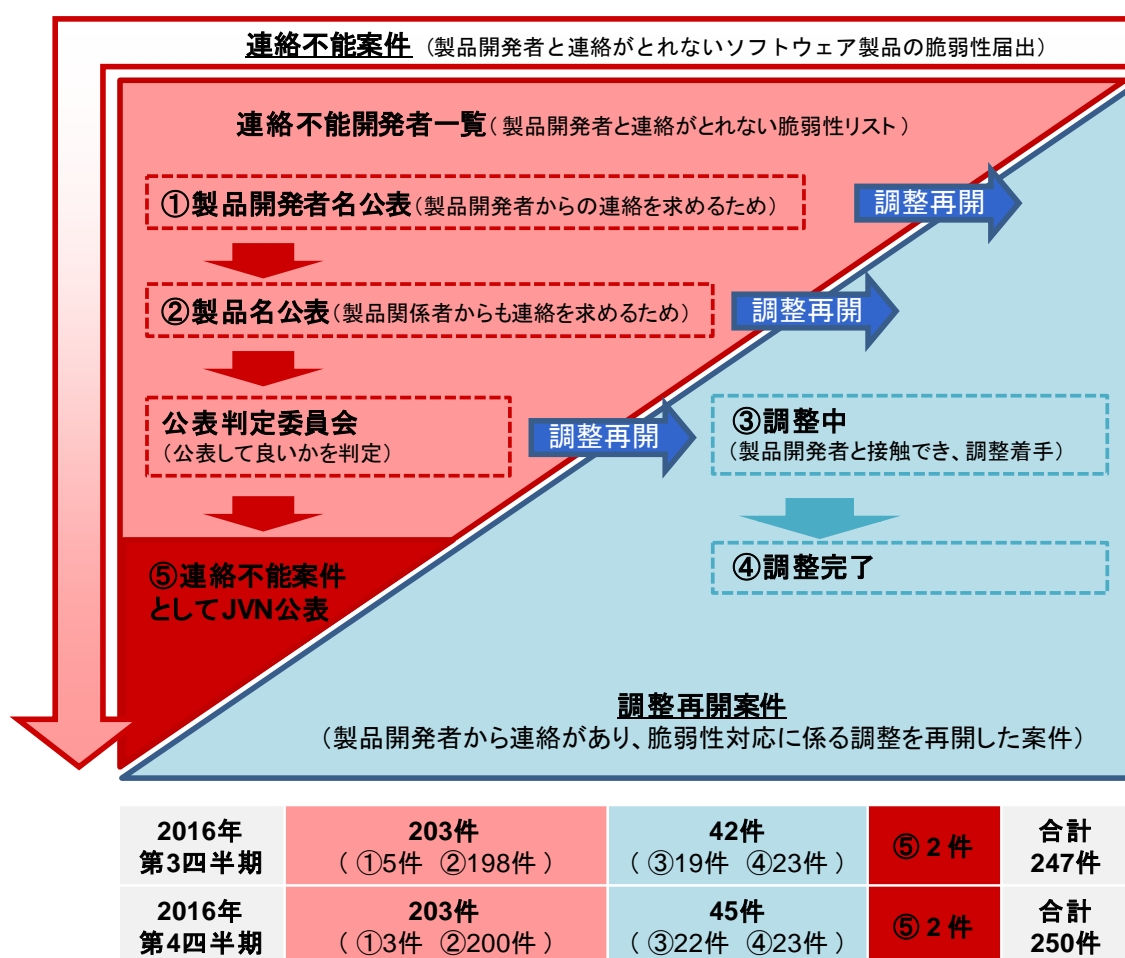 連絡不能案件（製品開発者と連絡がとれないソフトウェア製品の脆弱性届出）
連絡不能開発者一覧（製品開発者と連絡がとれない脆弱性リスト）
①製品開発者名公表（製品開発者からの連絡を求めるため）
調整再開
②製品名公表（製品関係者からも連絡を求めるため）
調整再開
公表判定委員会
（公表して良いかを判定）
調整再開
③調整中
（製品開発者と接触でき、調整着手）
④調整完了
⑤連絡不能案件
としてJVN公表
調整再開案件
（製品開発者から連絡があり、脆弱性対応に係る調整を再開した案件）
2016年
第3四半期
203件
（ ①5件 ②198件 ）
42件
（ ③19件 ④23件 ）
⑤ 2 件
合計
247件
2016年
第4四半期
203件
（ ①3件 ②200件 ）
45件
（ ③22件 ④23件 ）
⑤ 2 件
合計
250件